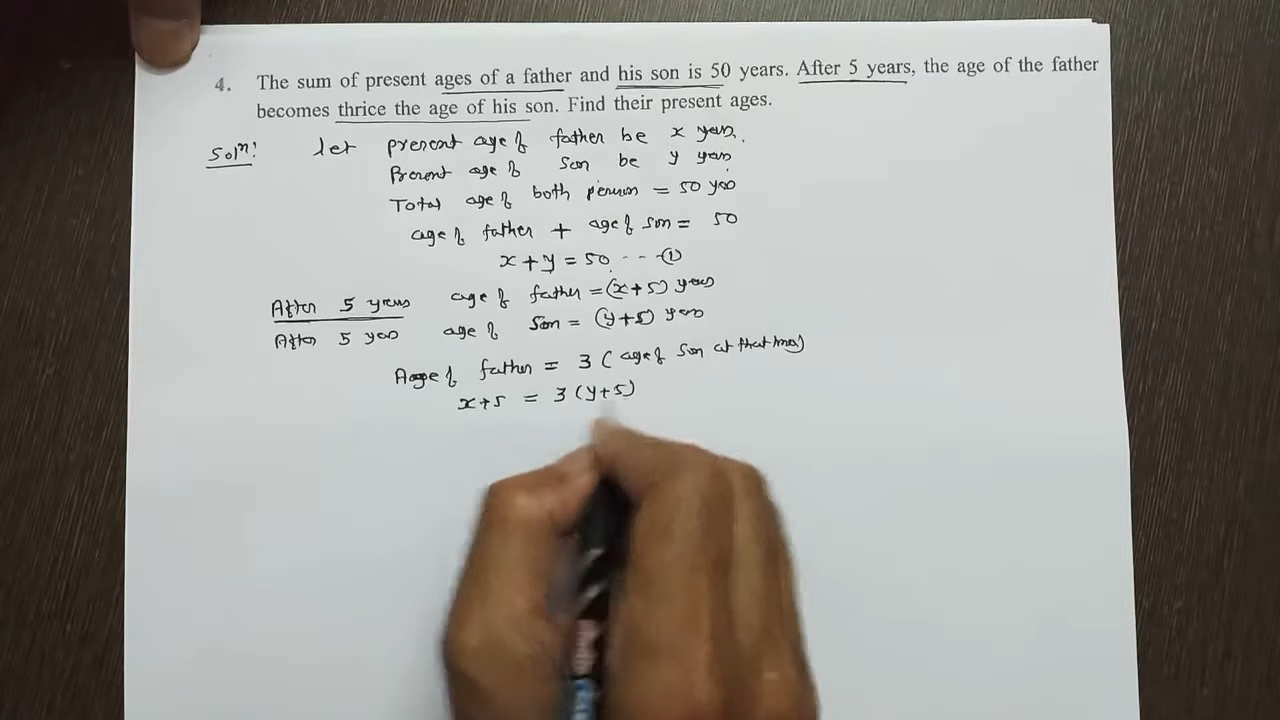 4. The sum of present ages of a father and his son is 50 years. After 5 years, the age of the father
becomes thrice the age of his son. Find their present ages.
Solⁿ: let present age of father be x years.
Present age of son be y years
Total age of both person = 50 years
age of father + age of son = 50
x + y = 50 --- (1)
After 5 years age of father = (x+5) years
After 5 years age of son = (y+5) years
Aage of father = 3 ( age of son at that time)
x+5 = 3 (y+5)